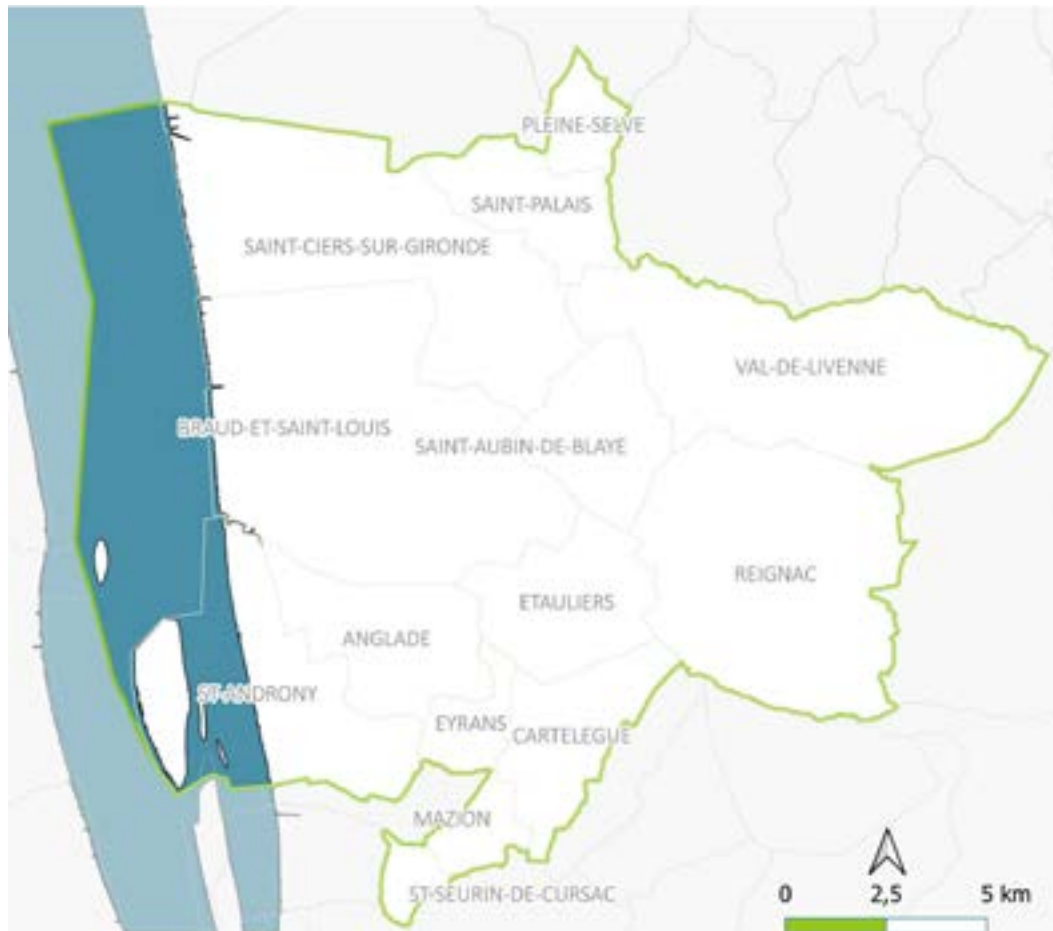 PLEINE-SELVE
SAINT-PALAIS
SAINT-CIERS-SUR-GIRONDE
VAL-DE-LIVENNE
BRAUD-ET-SAINT-LOUIS
SAINT-AUBIN-DE-BLAYE
REIGNAC
ETAULIERS
ANGLADE
ST-ANDRONY
EYRANS
CARTELEGUE
MAZION
ST-SEURIN-DE-CURSAC
0 2,5 5 km